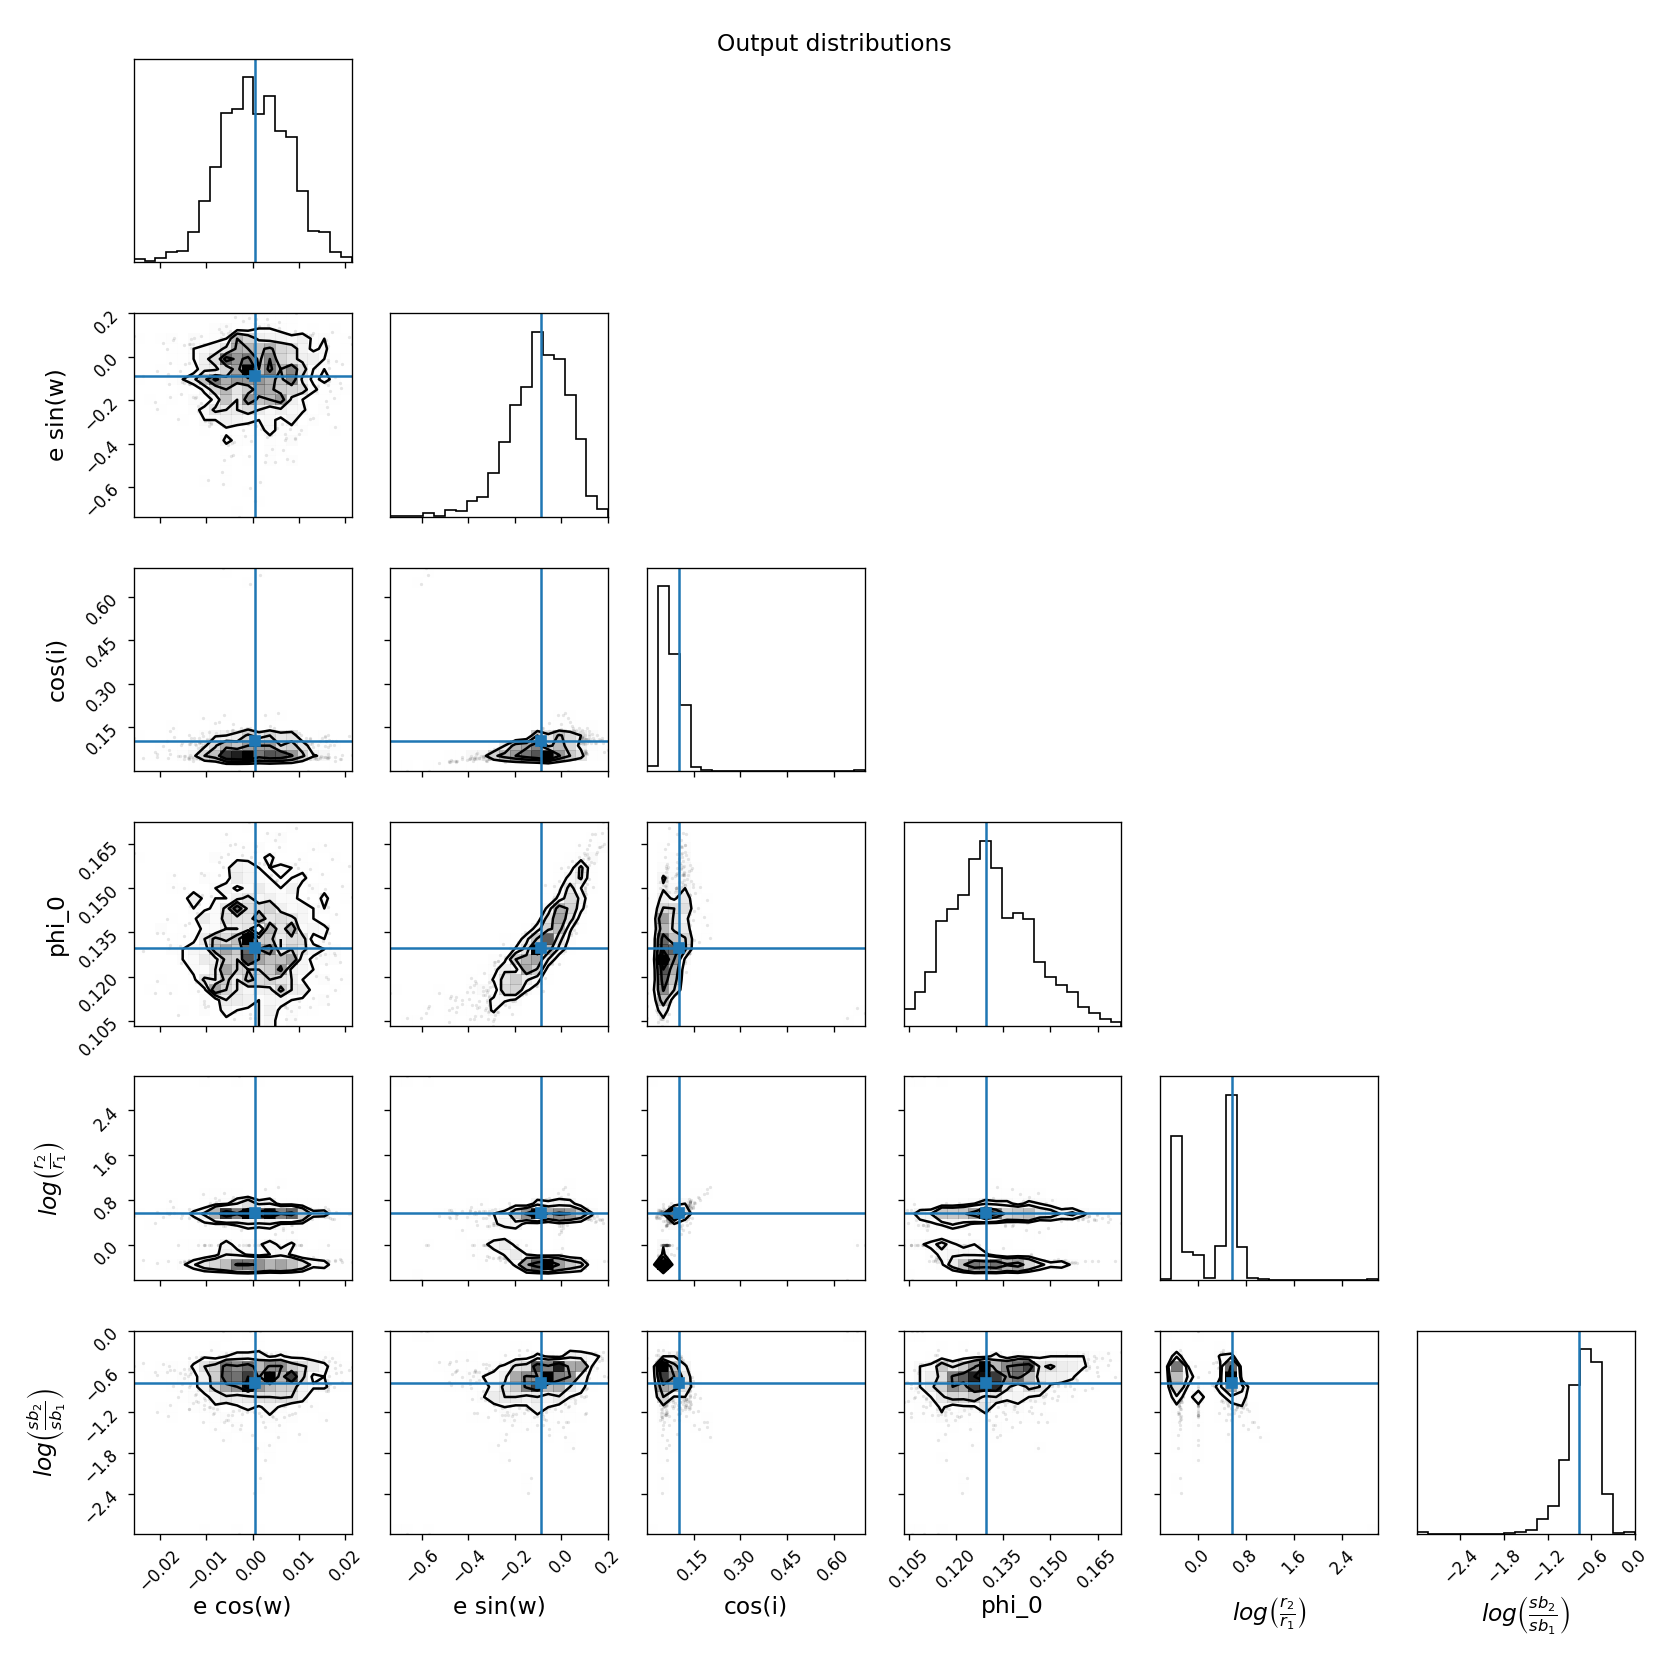 Output distributions
e sin(w)
0.2
0.0
−0.2
−0.4
−0.6
cos(i)
0.60
0.45
0.30
0.15
phi_0
0.165
0.150
0.135
0.120
0.105
log(r2/r1)
2.4
1.6
0.8
0.0
log(sb2/sb1)
0.0
−0.6
−1.2
−1.8
−2.4
−0.02 −0.01 0.00 0.01 0.02
−0.6 −0.4 −0.2 0.0 0.2
0.15 0.30 0.45 0.60
0.105 0.120 0.135 0.150 0.165
0.0 0.8 1.6 2.4
−2.4 −1.8 −1.2 −0.6 0.0
e cos(w)
e sin(w)
cos(i)
phi_0
log(r2/r1)
log(sb2/sb1)